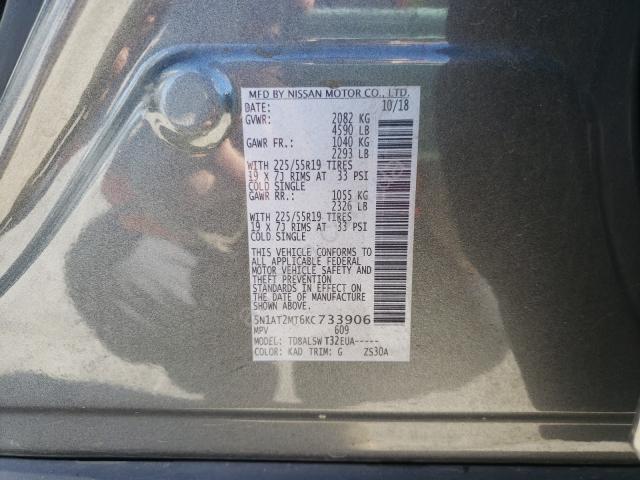 MFD BY NISSAN MOTOR CO., LTD.
DATE: 10/18
GVWR: 2082 KG
4590 LB
GAWR FR.: 1040 KG
2293 LB
WITH 225/55R19 TIRES
19 X 7J RIMS AT 33 PSI
COLD SINGLE
GAWR RR.: 1055 KG
2326 LB
WITH 225/55R19 TIRES
19 X 7J RIMS AT 33 PSI
COLD SINGLE
THIS VEHICLE CONFORMS TO
ALL APPLICABLE FEDERAL
MOTOR VEHICLE SAFETY AND
THEFT PREVENTION
STANDARDS IN EFFECT ON
THE DATE OF MANUFACTURE
SHOWN ABOVE.
5N1AT2MT6KC733906
MPV 609
MODEL: TD8ALSW T32EUA-----
COLOR: KAD TRIM: G ZS30A